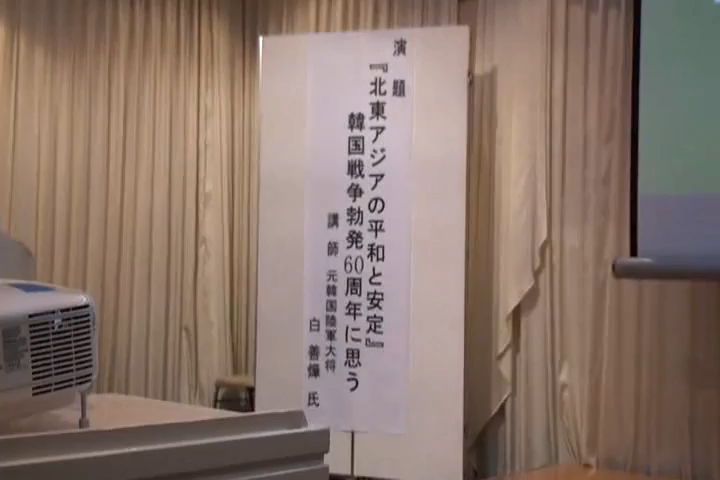 演題
『北東アジアの平和と安定』
韓国戦争勃発60周年に思う
講師 元韓国陸軍大将
白善燁氏